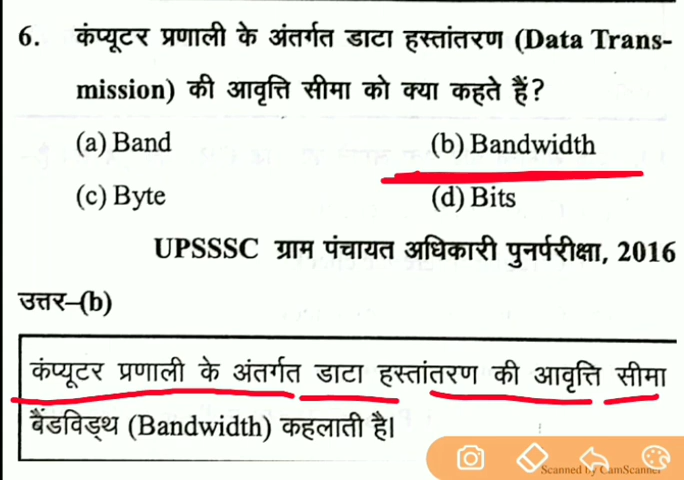 6. कंप्यूटर प्रणाली के अंतर्गत डाटा हस्तांतरण (Data Trans-
mission) की आवृत्ति सीमा को क्या कहते हैं?
(a) Band (b) Bandwidth
(c) Byte (d) Bits
UPSSSC ग्राम पंचायत अधिकारी पुनर्परीक्षा, 2016
उत्तर–(b)
कंप्यूटर प्रणाली के अंतर्गत डाटा हस्तांतरण की आवृत्ति सीमा
बैंडविड्थ (Bandwidth) कहलाती है।
Scanned by CamScanner